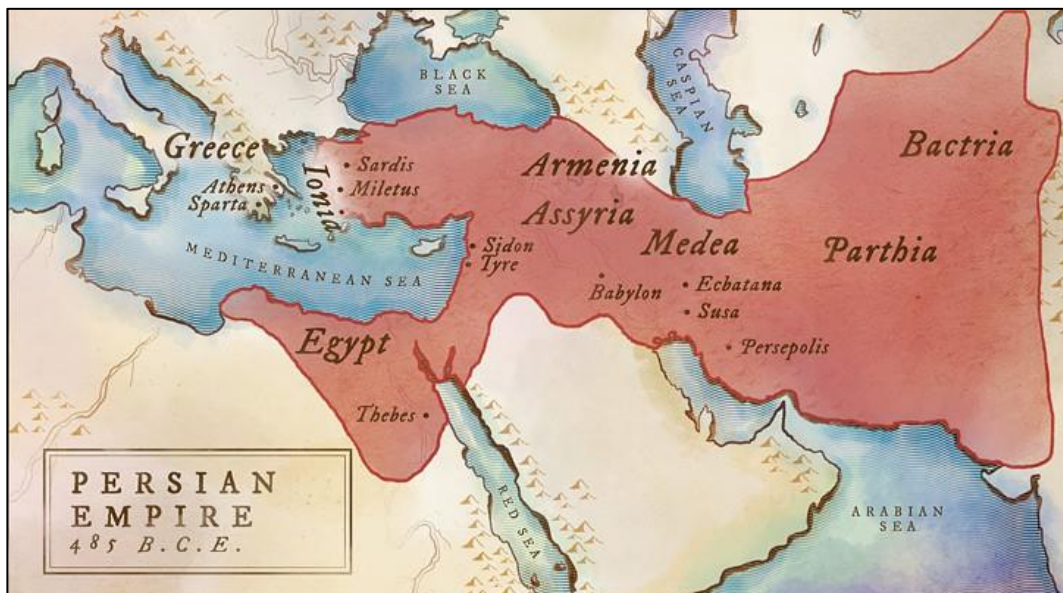 BLACK
SEA
CASPIAN
SEA
Greece
Ionia
Sardis
Miletus
Athens
Sparta
Armenia
Assyria
Medea
Bactria
Parthia
MEDITERRANEAN SEA
Sidon
Tyre
Babylon
Ecbatana
Susa
Persepolis
Egypt
Thebes
RED SEA
ARABIAN
SEA
PERSIAN
EMPIRE
485 B.C.E.